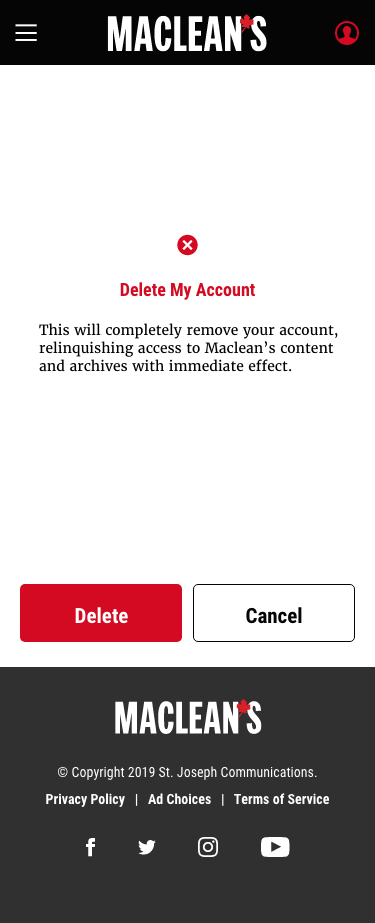 MACLEAN'S
Delete My Account
This will completely remove your account,
relinquishing access to Maclean’s content
and archives with immediate effect.
Delete
Cancel
MACLEAN'S
© Copyright 2019 St. Joseph Communications.
Privacy Policy | Ad Choices | Terms of Service